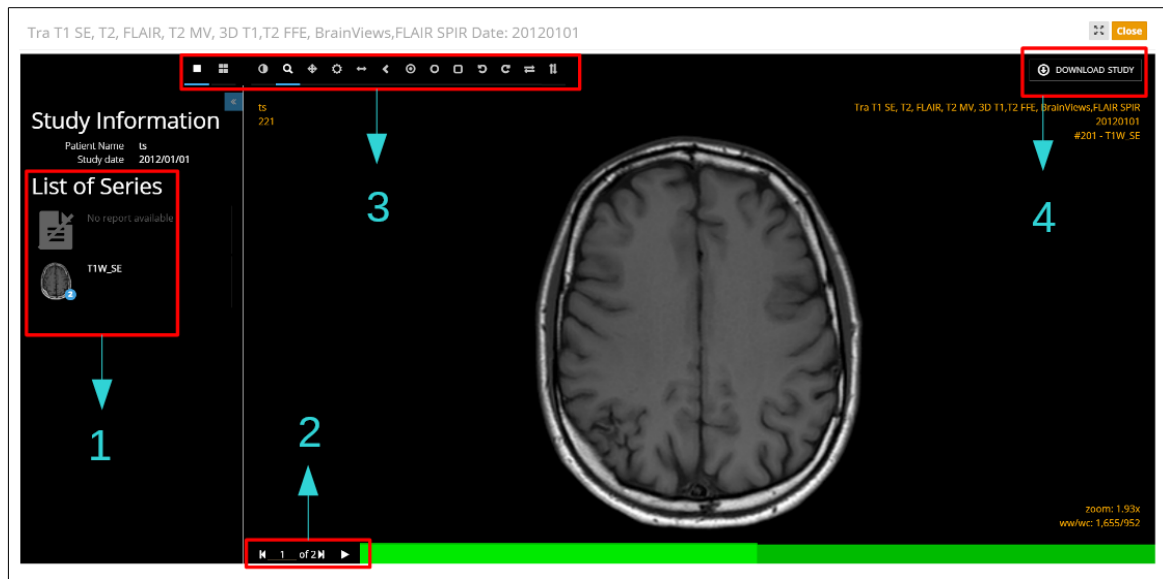 Tra T1 SE, T2, FLAIR, T2 MV, 3D T1,T2 FFE, BrainViews,FLAIR SPIR Date: 20120101
Close
DOWNLOAD STUDY
«
Study Information
Patient Name ts
Study date 2012/01/01
List of Series
No report available
T1W_SE
2
ts
221
Tra T1 SE, T2, FLAIR, T2 MV, 3D T1,T2 FFE, BrainViews,FLAIR SPIR
20120101
#201 - T1W_SE
3
4
1
2
zoom: 1.93x
ww/wc: 1,655/952
1 of 2